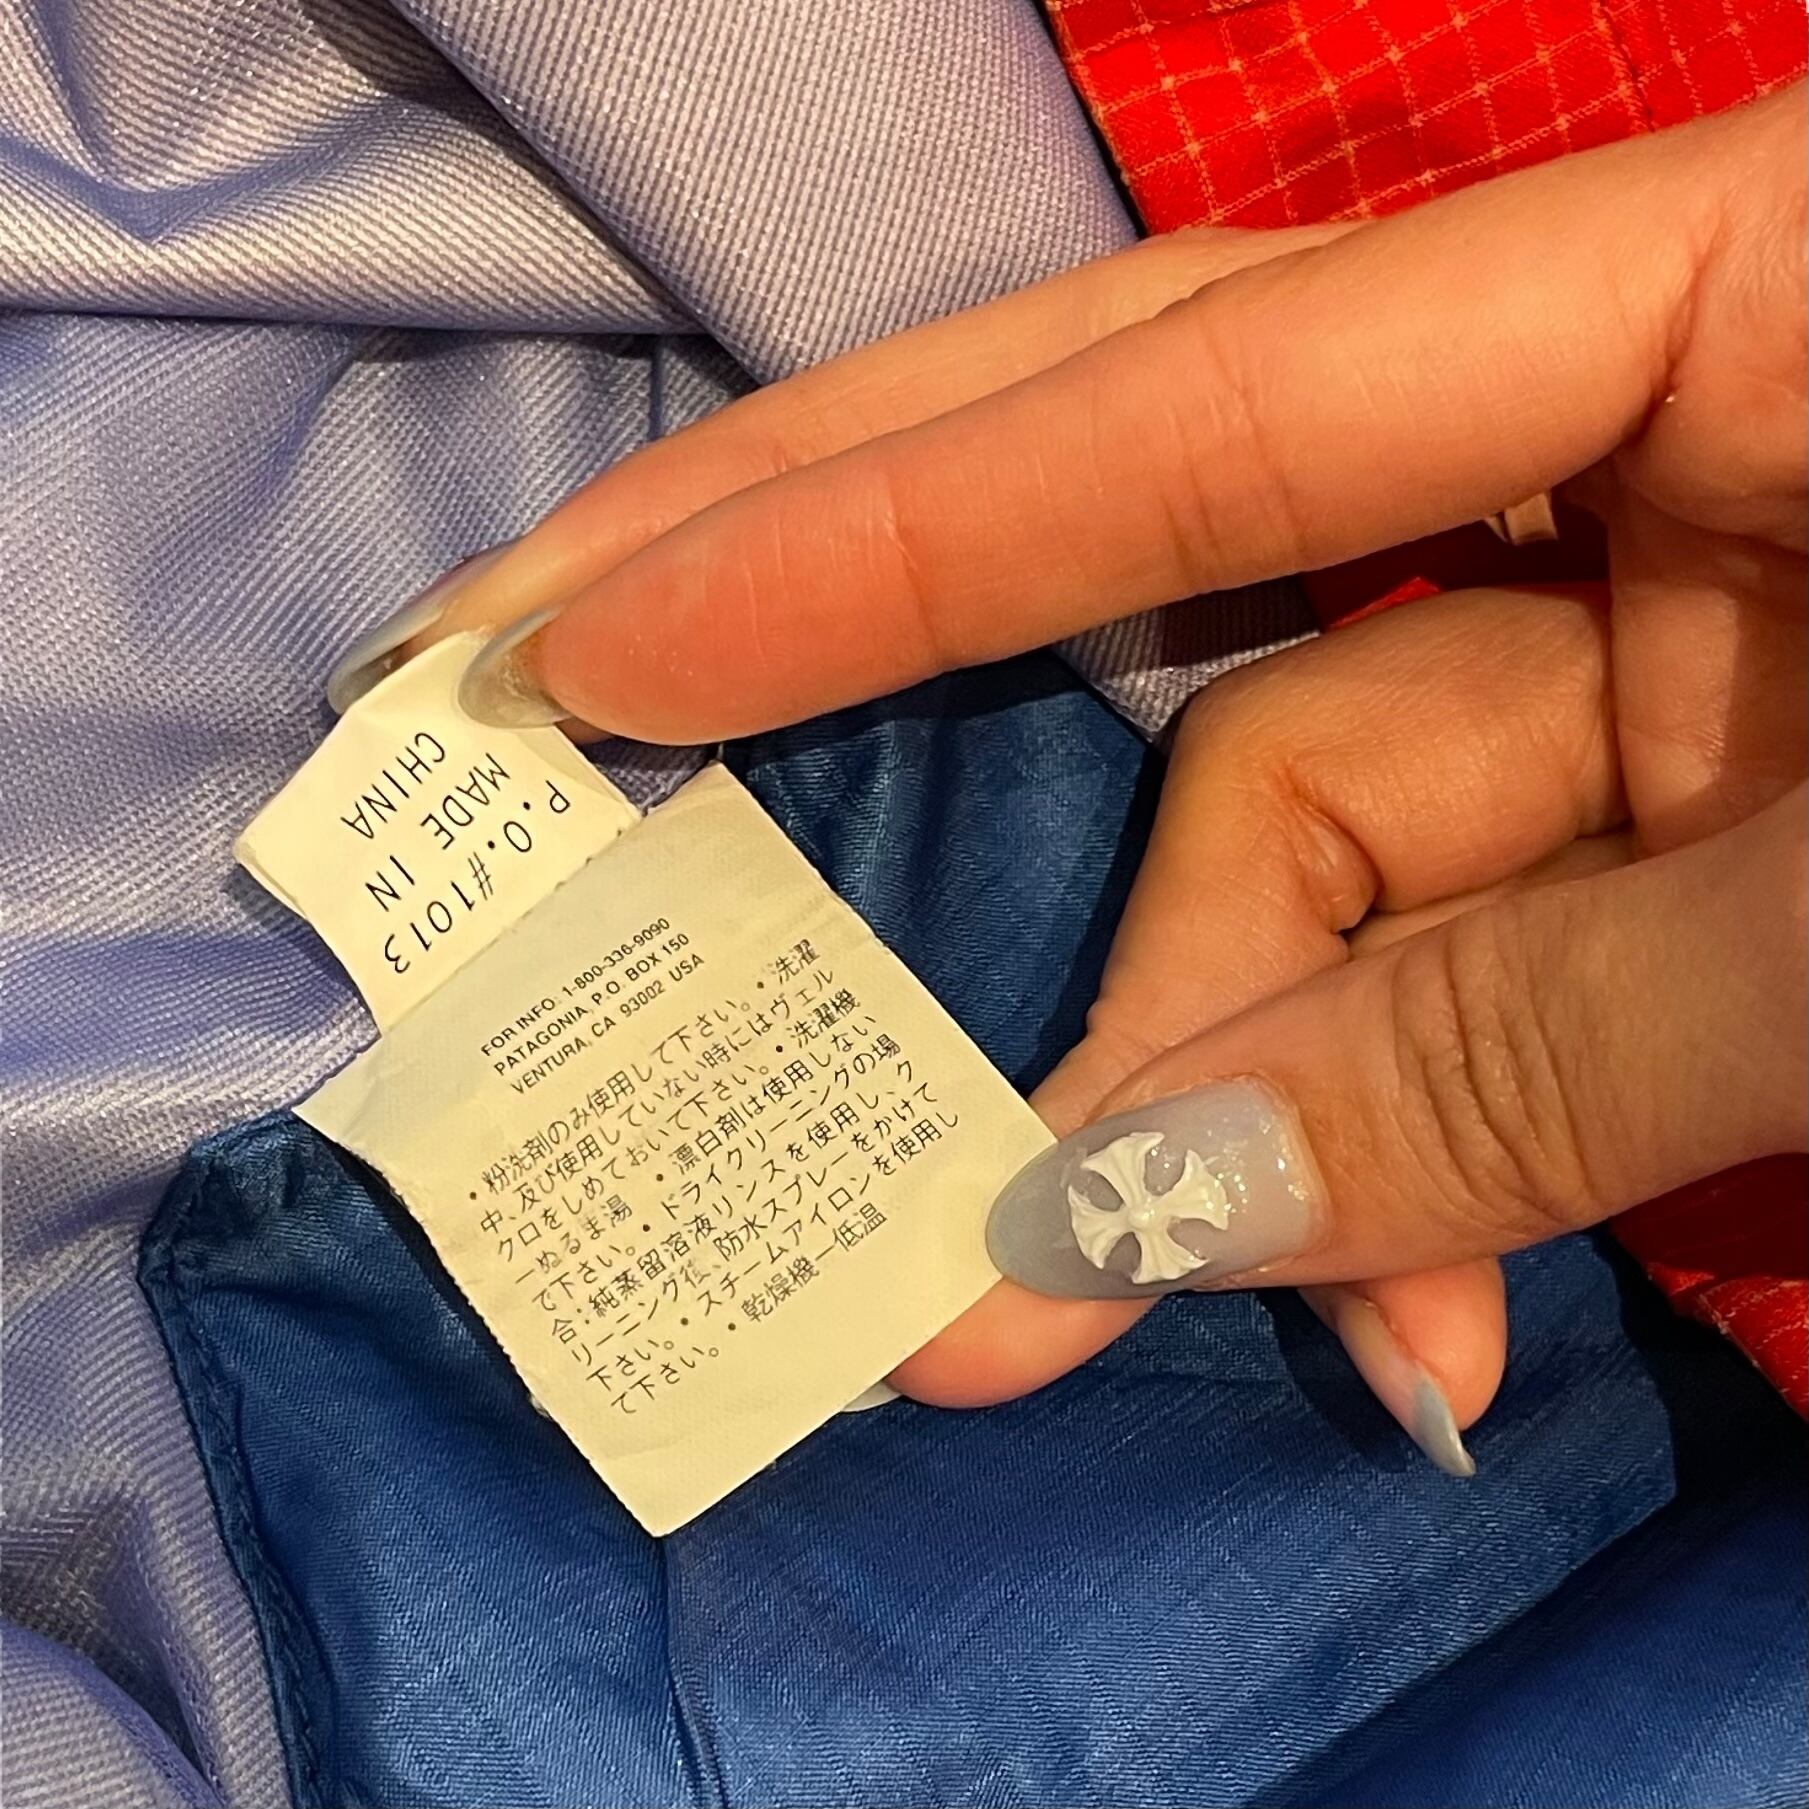 P.O.#1013
MADE IN
CHINA
FOR INFO: 1-800-336-9090
PATAGONIA, P.O. BOX 150
VENTURA, CA 93002 USA
・粉洗剤のみ使用して下さい。・洗濯
中、及び使用していない時にはヴェル
クロをしめておいて下さい。・洗濯機
ーぬるま湯 ・漂白剤は使用しない
で下さい。・ドライクリーニングの場
合：純蒸留溶液リンスを使用し、ク
リーニング後、防水スプレーをかけて
下さい。・スチームアイロンを使用し
て下さい。・乾燥機ー低温